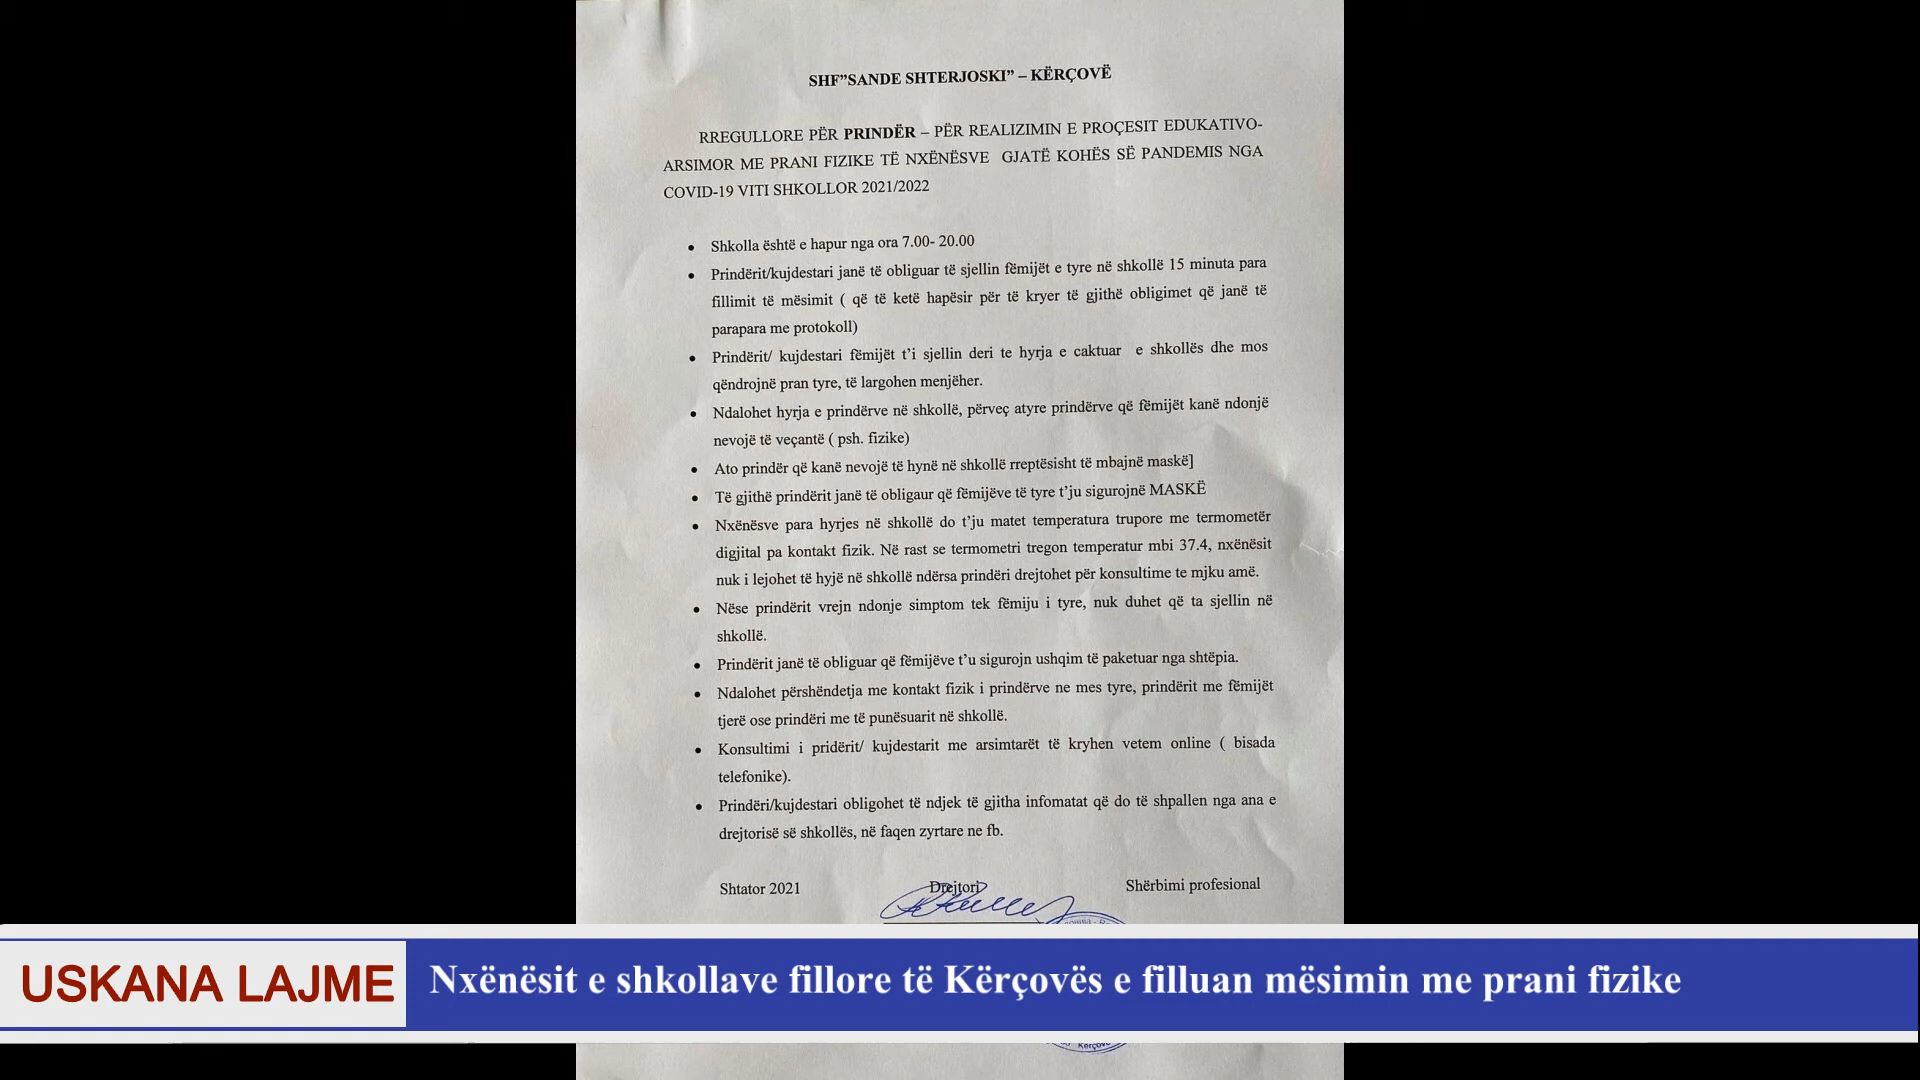 SHF”SANDE SHTERJOSKI” – KËRÇOVË
RREGULLORE PËR PRINDËR – PËR REALIZIMIN E PROÇESIT EDUKATIVO-
ARSIMOR ME PRANI FIZIKE TË NXËNËSVE GJATË KOHËS SË PANDEMIS NGA
COVID-19 VITI SHKOLLOR 2021/2022
• Shkolla është e hapur nga ora 7.00- 20.00
• Prindërit/kujdestari janë të obliguar të sjellin fëmijët e tyre në shkollë 15 minuta para
fillimit të mësimit ( që të ketë hapësir për të kryer të gjithë obligimet që janë të
parapara me protokoll)
• Prindërit/ kujdestari fëmijët t’i sjellin deri te hyrja e caktuar e shkollës dhe mos
qëndrojnë pran tyre, të largohen menjëher.
• Ndalohet hyrja e prindërve në shkollë, përveç atyre prindërve që fëmijët kanë ndonjë
nevojë të veçantë ( psh. fizike)
• Ato prindër që kanë nevojë të hynë në shkollë rreptësisht të mbajnë maskë]
• Të gjithë prindërit janë të obligaur që fëmijëve të tyre t’ju sigurojnë MASKË
• Nxënësve para hyrjes në shkollë do t’ju matet temperatura trupore me termometër
digjital pa kontakt fizik. Në rast se termometri tregon temperatur mbi 37.4, nxënësit
nuk i lejohet të hyjë në shkollë ndërsa prindëri drejtohet për konsultime te mjku amë.
• Nëse prindërit vrejn ndonje simptom tek fëmiju i tyre, nuk duhet që ta sjellin në
shkollë.
• Prindërit janë të obliguar që fëmijëve t’u sigurojn ushqim të paketuar nga shtëpia.
• Ndalohet përshëndetja me kontakt fizik i prindërve ne mes tyre, prindërit me fëmijët
tjerë ose prindëri me të punësuarit në shkollë.
• Konsultimi i pridërit/ kujdestarit me arsimtarët të kryhen vetem online ( bisada
telefonike).
• Prindëri/kujdestari obligohet të ndjek të gjitha infomatat që do të shpallen nga ana e
drejtorisë së shkollës, në faqen zyrtare ne fb.
Shtator 2021 Drejtori Shërbimi profesional
USKANA LAJME Nxënësit e shkollave fillore të Kërçovës e filluan mësimin me prani fizike
Kërçovë